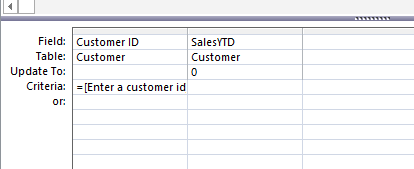 Field: Customer ID SalesYTD
Table: Customer Customer
Update To: 0
Criteria: =[Enter a customer id
or: